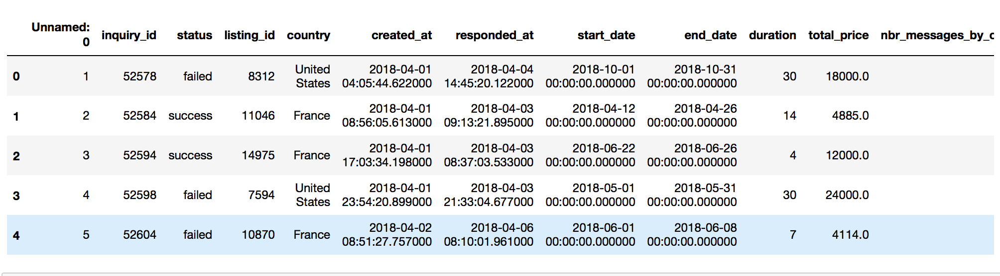 Unnamed: 0 inquiry_id status listing_id country created_at responded_at start_date end_date duration total_price nbr_messages_by_c
0 1 52578 failed 8312 United States 2018-04-01 04:05:44.622000 2018-04-04 14:45:20.122000 2018-10-01 00:00:00.000000 2018-10-31 00:00:00.000000 30 18000.0
1 2 52584 success 11046 France 2018-04-01 08:56:05.613000 2018-04-03 09:13:21.895000 2018-04-12 00:00:00.000000 2018-04-26 00:00:00.000000 14 4885.0
2 3 52594 success 14975 France 2018-04-01 17:03:34.198000 2018-04-03 08:37:03.533000 2018-06-22 00:00:00.000000 2018-06-26 00:00:00.000000 4 12000.0
3 4 52598 failed 7594 United States 2018-04-01 23:54:20.899000 2018-04-03 21:33:04.677000 2018-05-01 00:00:00.000000 2018-05-31 00:00:00.000000 30 24000.0
4 5 52604 failed 10870 France 2018-04-02 08:51:27.757000 2018-04-06 08:10:01.961000 2018-06-01 00:00:00.000000 2018-06-08 00:00:00.000000 7 4114.0